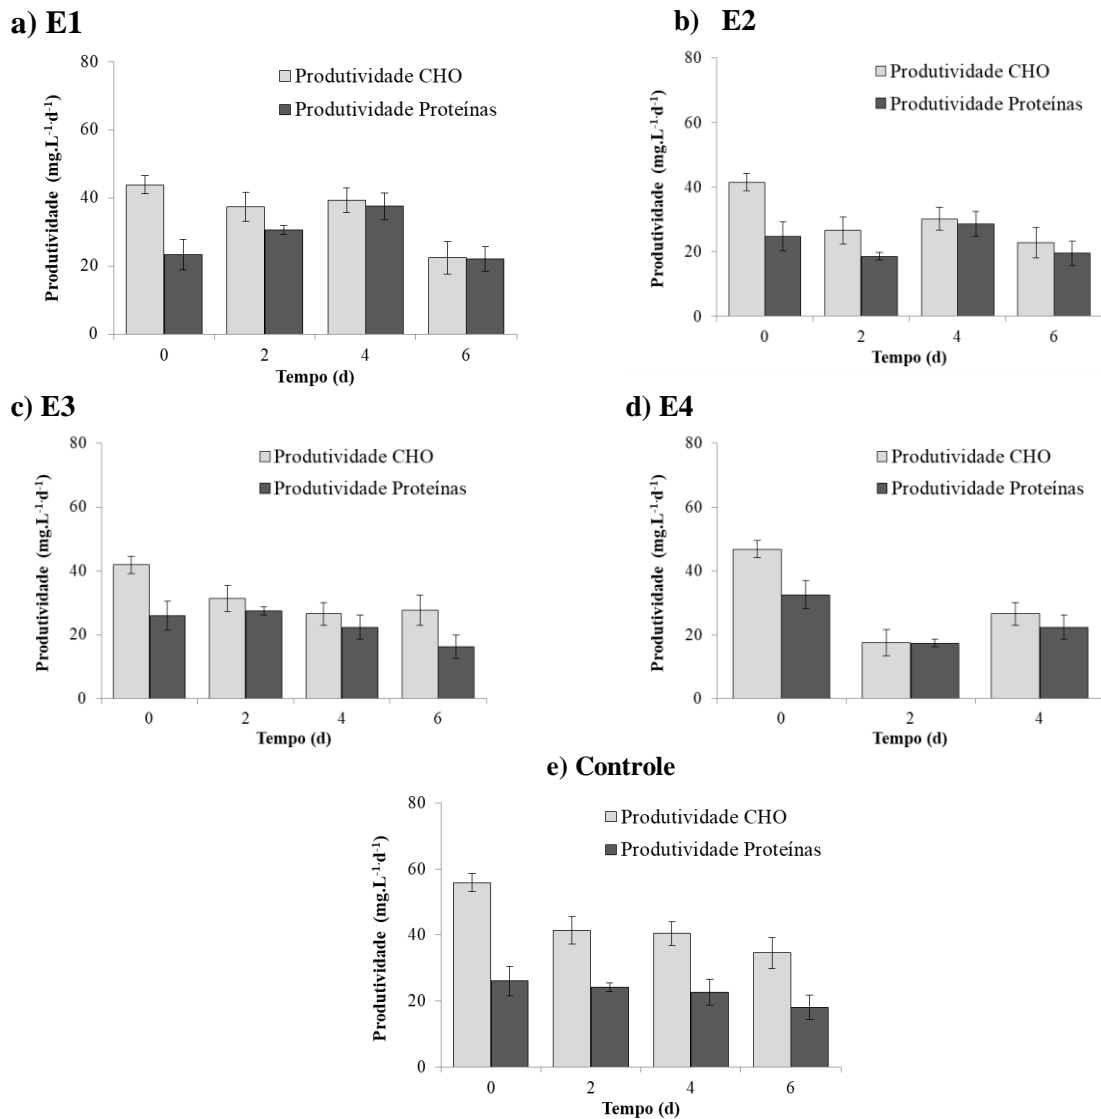 a) E1
80
60
40
20
0
Produtividade (mg.L-1.d-1)
Produtividade CHO
Produtividade Proteínas
0 2 4 6
Tempo (d)
b) E2
80
60
40
20
0
Produtividade (mg.L-1.d-1)
Produtividade CHO
Produtividade Proteínas
0 2 4 6
Tempo (d)
c) E3
80
60
40
20
0
Produtividade (mg.L-1.d-1)
Produtividade CHO
Produtividade Proteínas
0 2 4 6
Tempo (d)
d) E4
80
60
40
20
0
Produtividade (mg.L-1.d-1)
Produtividade CHO
Produtividade Proteínas
0 2 4
Tempo (d)
e) Controle
80
60
40
20
0
Produtividade (mg.L-1.d-1)
Produtividade CHO
Produtividade Proteínas
0 2 4 6
Tempo (d)